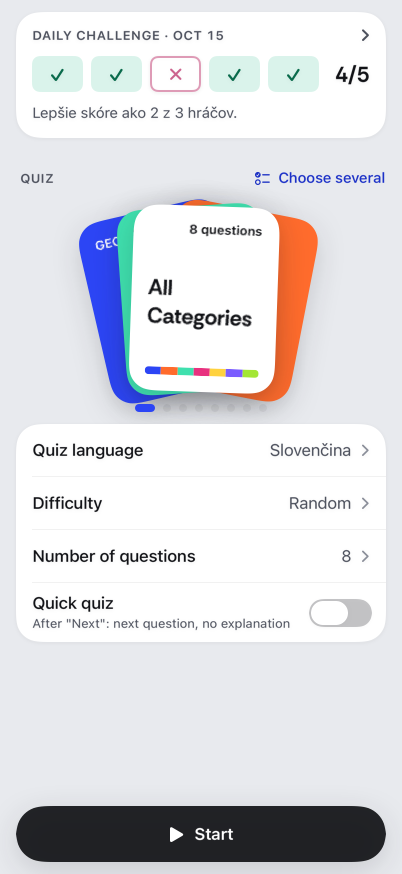 DAILY CHALLENGE · OCT 15
4/5
Lepšie skóre ako 2 z 3 hráčov.
QUIZ
Choose several
8 questions
All
Categories
Quiz language
Slovenčina
Difficulty
Random
Number of questions
8
Quick quiz
After "Next": next question, no explanation
Start